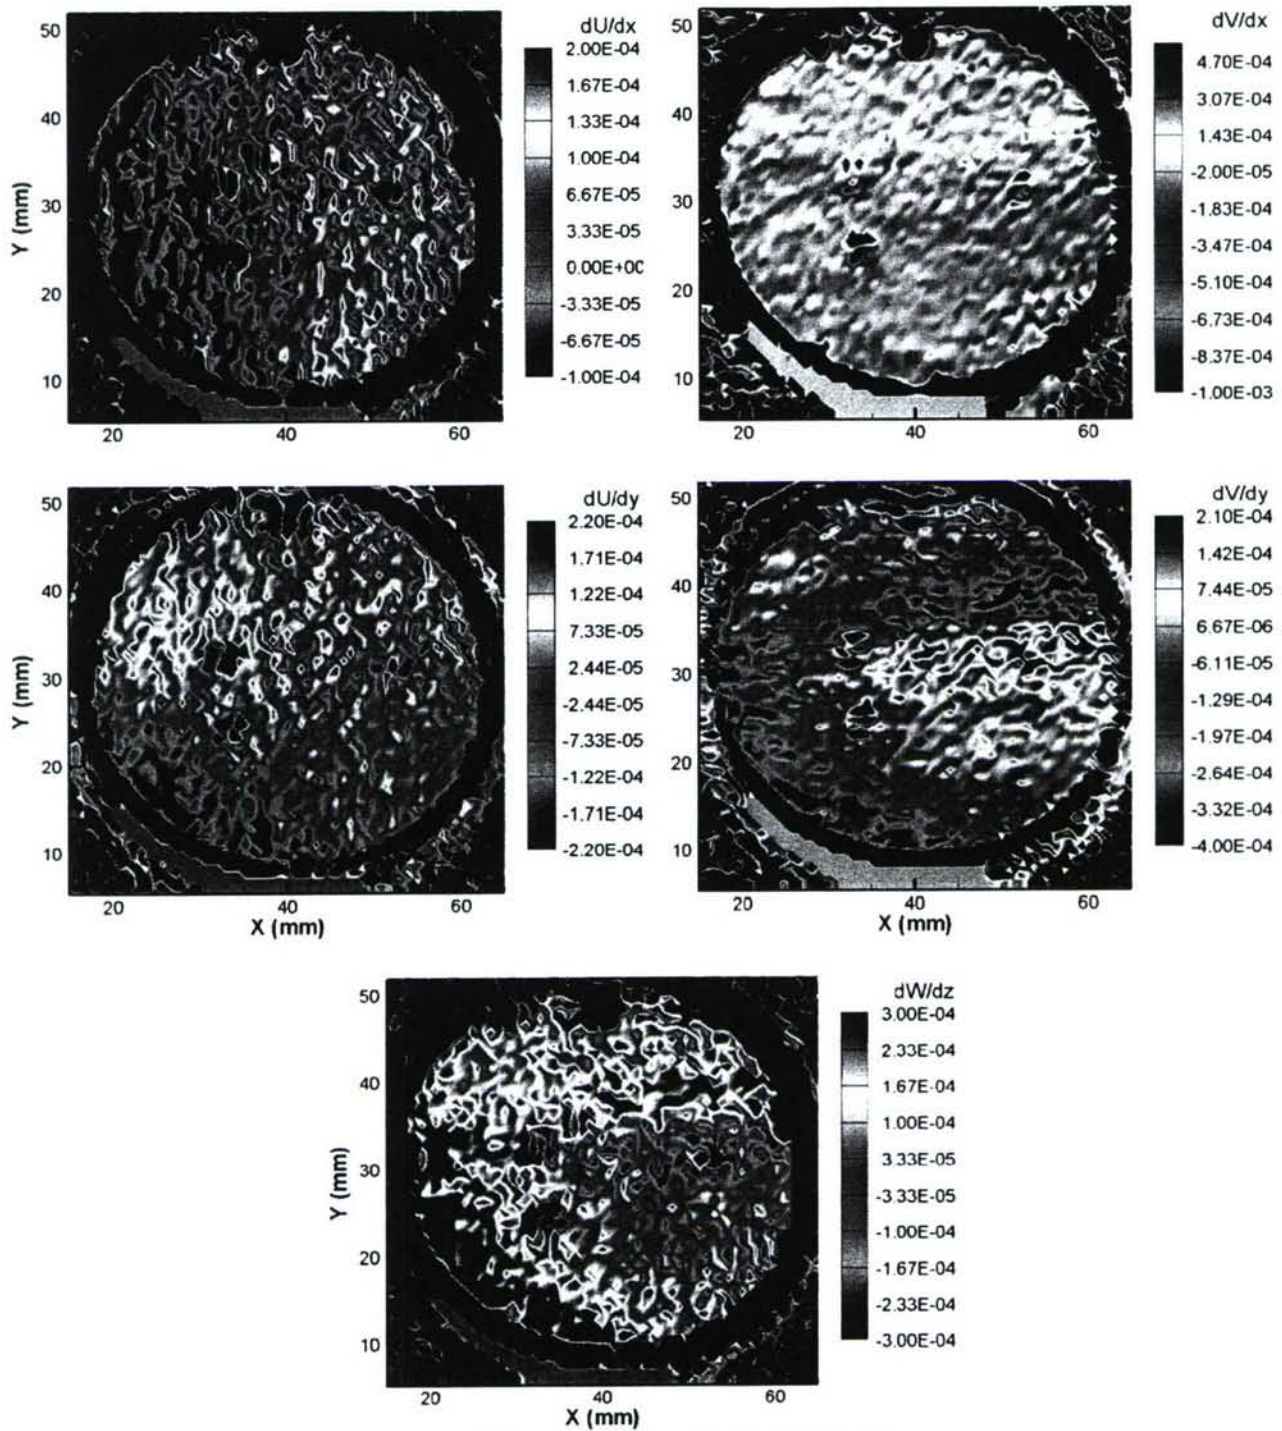 dU/dx
50
2.00E-04
1.67E-04
40
1.33E-04
1.00E-04
Y (mm)
30
6.67E-05
3.33E-05
0.00E+00
20
-3.33E-05
-6.67E-05
10
-1.00E-04
20 40 60
dV/dx
50
4.70E-04
40
3.07E-04
1.43E-04
-2.00E-05
30
-1.83E-04
-3.47E-04
20
-5.10E-04
-6.73E-04
-8.37E-04
10
-1.00E-03
20 40 60
dU/dy
50
2.20E-04
1.71E-04
40
1.22E-04
7.33E-05
Y (mm)
30
2.44E-05
-2.44E-05
-7.33E-05
20
-1.22E-04
-1.71E-04
10
-2.20E-04
20 40 60
X (mm)
dV/dy
50
2.10E-04
1.42E-04
40
7.44E-05
6.67E-06
30
-6.11E-05
-1.29E-04
20
-1.97E-04
-2.64E-04
-3.32E-04
10
-4.00E-04
20 40 60
X (mm)
dW/dz
50
3.00E-04
2.33E-04
40
1.67E-04
1.00E-04
Y (mm)
30
3.33E-05
-3.33E-05
-1.00E-04
20
-1.67E-04
-2.33E-04
10
-3.00E-04
20 40 60
X (mm)